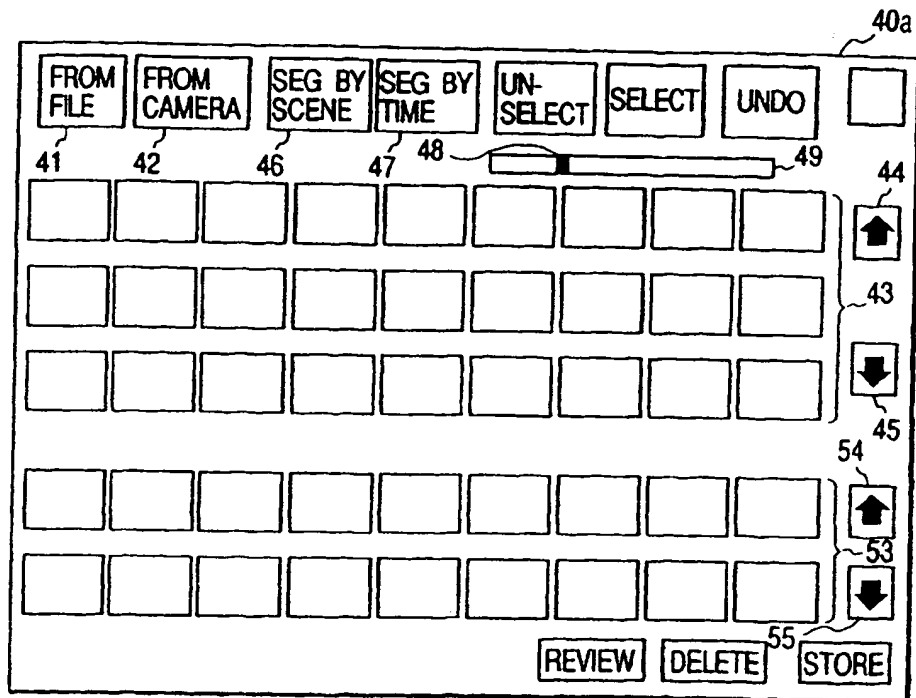 40a
FROM
FILE
FROM
CAMERA
SEG BY
SCENE
SEG BY
TIME
UN-
SELECT
SELECT
UNDO
41
42
46
47
48
49
44
43
45
54
53
55
REVIEW
DELETE
STORE